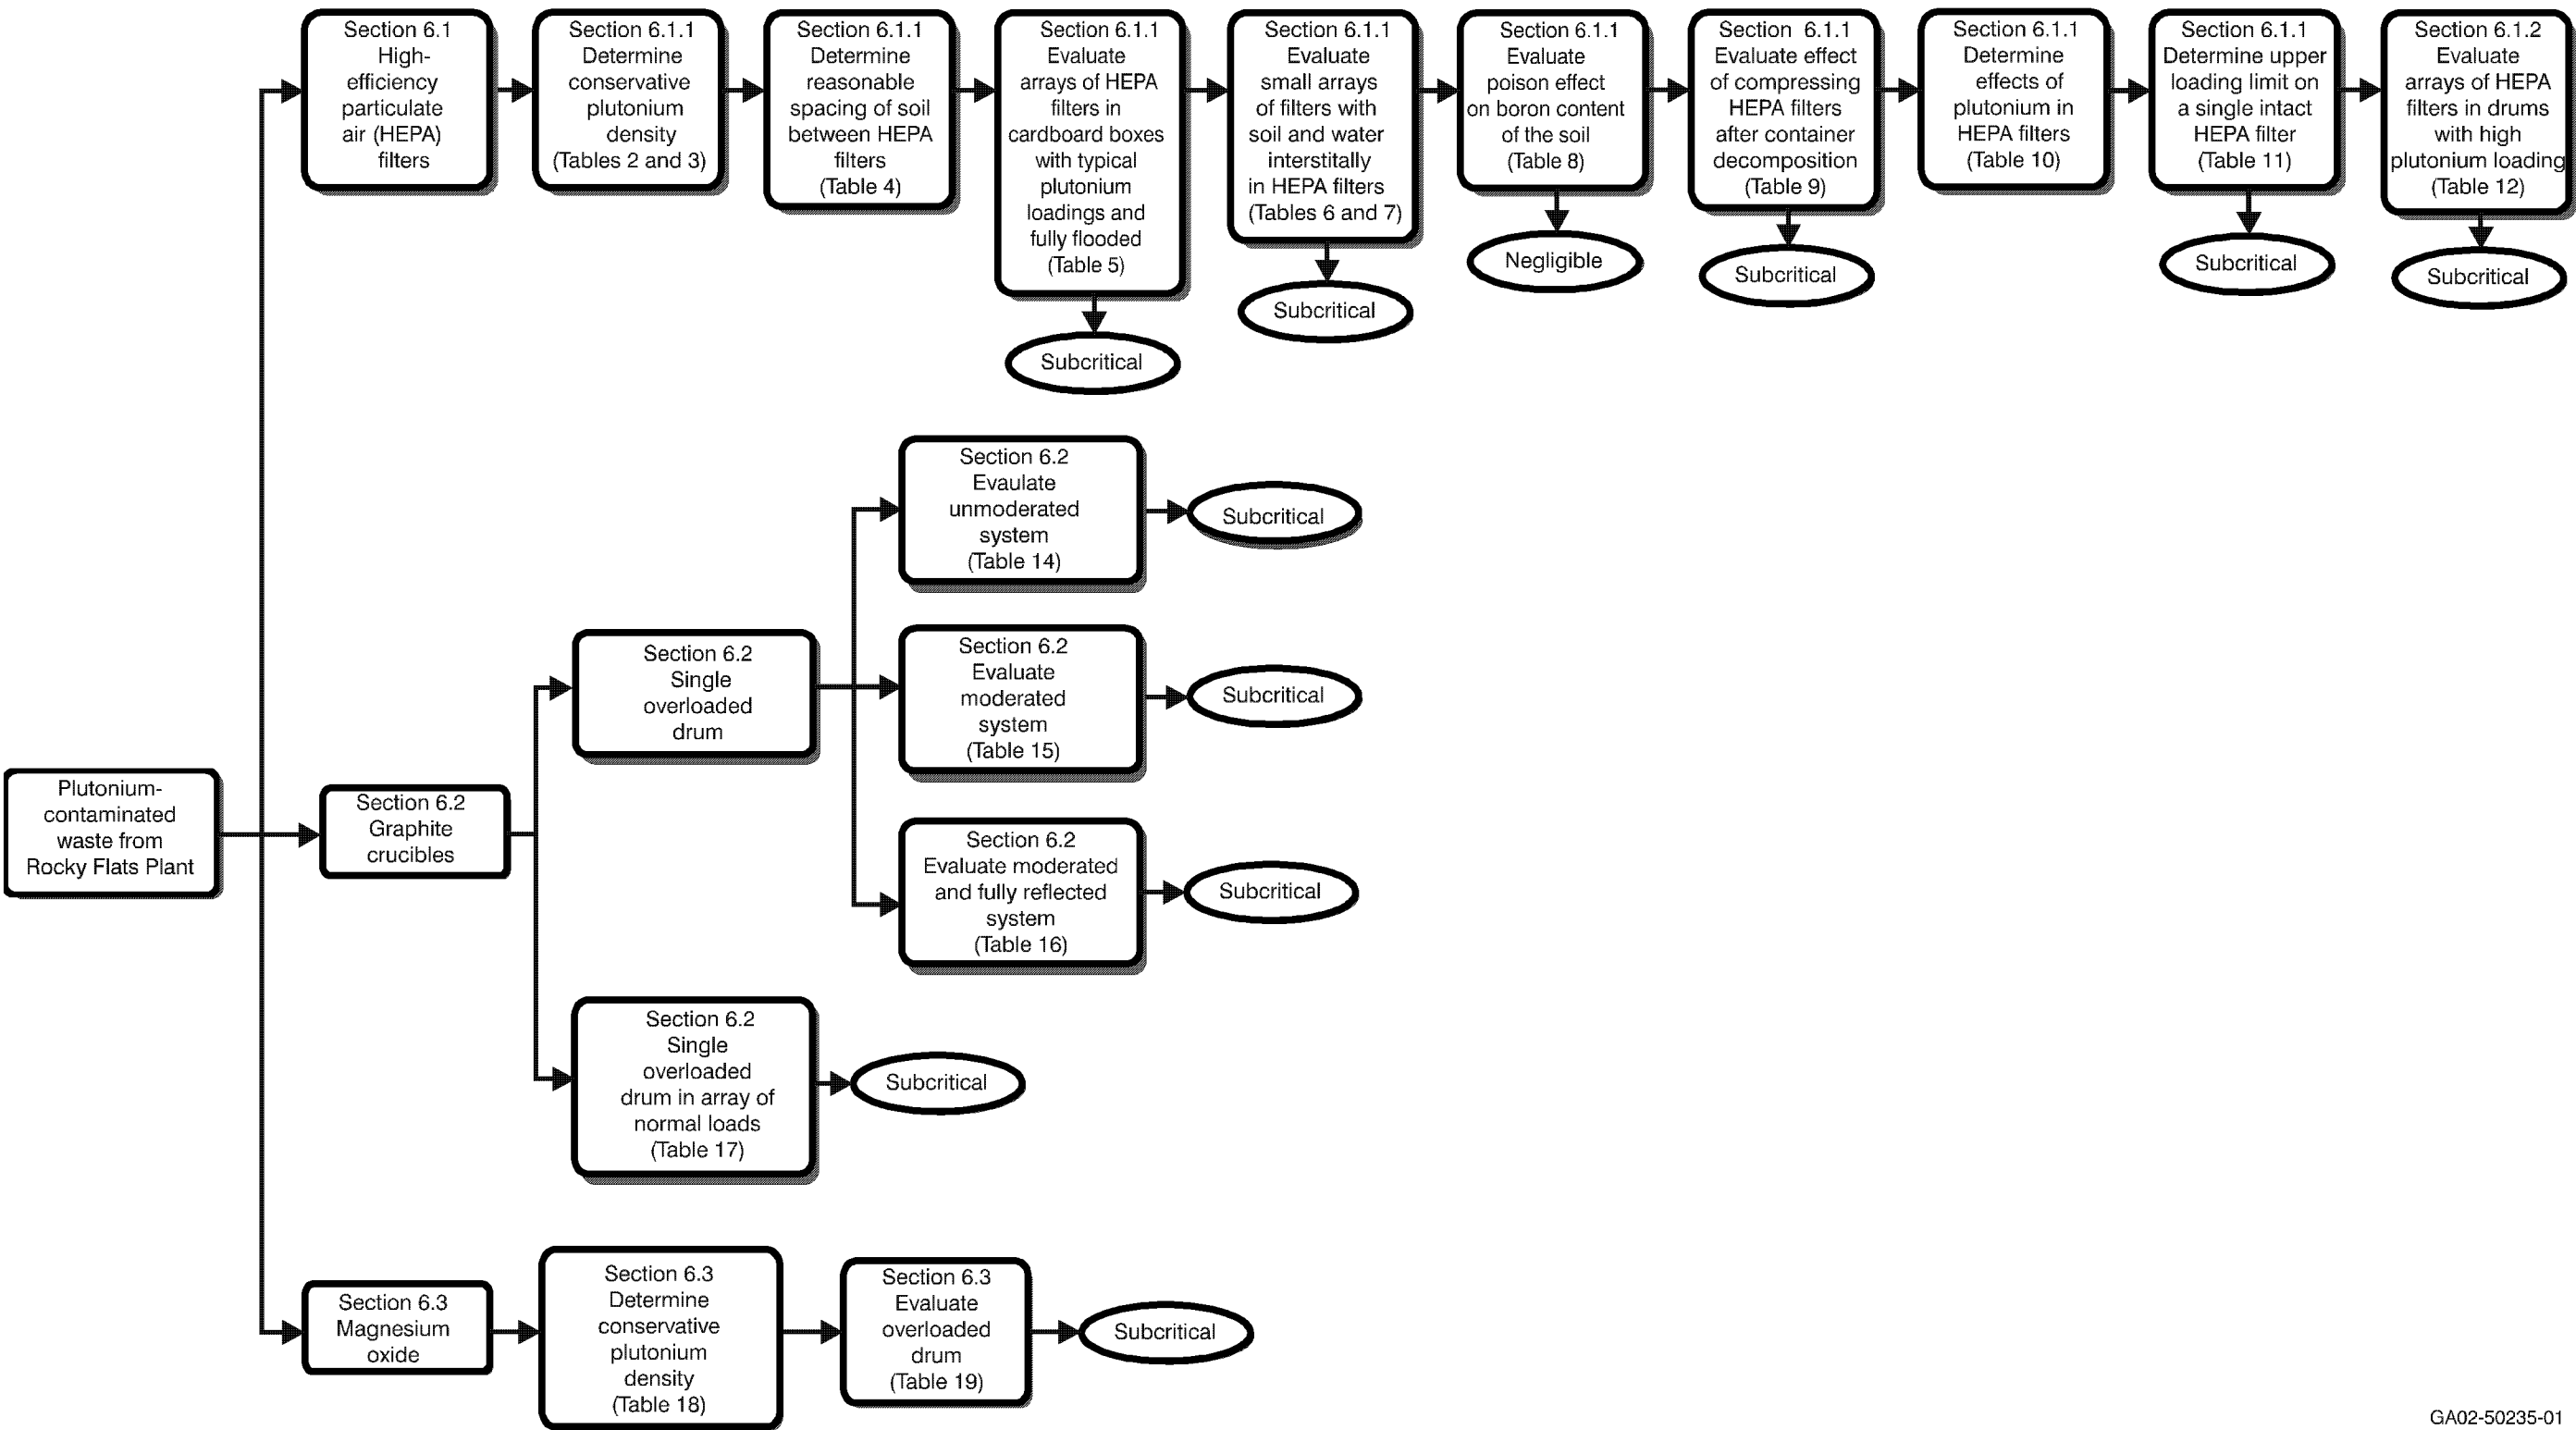 Section 6.1
High-
efficiency
particulate
air (HEPA)
filters
Section 6.1.1
Determine
conservative
plutonium
density
(Tables 2 and 3)
Section 6.1.1
Determine
reasonable
spacing of soil
between HEPA
filters
(Table 4)
Section 6.1.1
Evaluate
arrays of HEPA
filters in
cardboard boxes
with typical
plutonium
loadings and
fully flooded
(Table 5)
Subcritical
Section 6.1.1
Evaluate
small arrays
of filters with
soil and water
interstitally
in HEPA filters
(Tables 6 and 7)
Subcritical
Section 6.1.1
Evaluate
poison effect
on boron content
of the soil
(Table 8)
Negligible
Section 6.1.1
Evaluate effect
of compressing
HEPA filters
after container
decomposition
(Table 9)
Subcritical
Section 6.1.1
Determine
effects of
plutonium in
HEPA filters
(Table 10)
Section 6.1.1
Determine upper
loading limit on
a single intact
HEPA filter
(Table 11)
Subcritical
Section 6.1.2
Evaluate
arrays of HEPA
filters in drums
with high
plutonium loading
(Table 12)
Subcritical
Plutonium-
contaminated
waste from
Rocky Flats Plant
Section 6.2
Graphite
crucibles
Section 6.2
Single
overloaded
drum
Section 6.2
Evaulate
unmoderated
system
(Table 14)
Subcritical
Section 6.2
Evaluate
moderated
system
(Table 15)
Subcritical
Section 6.2
Evaluate moderated
and fully reflected
system
(Table 16)
Subcritical
Section 6.2
Single
overloaded
drum in array of
normal loads
(Table 17)
Subcritical
Section 6.3
Magnesium
oxide
Section 6.3
Determine
conservative
plutonium
density
(Table 18)
Section 6.3
Evaluate
overloaded
drum
(Table 19)
Subcritical
GA02-50235-01